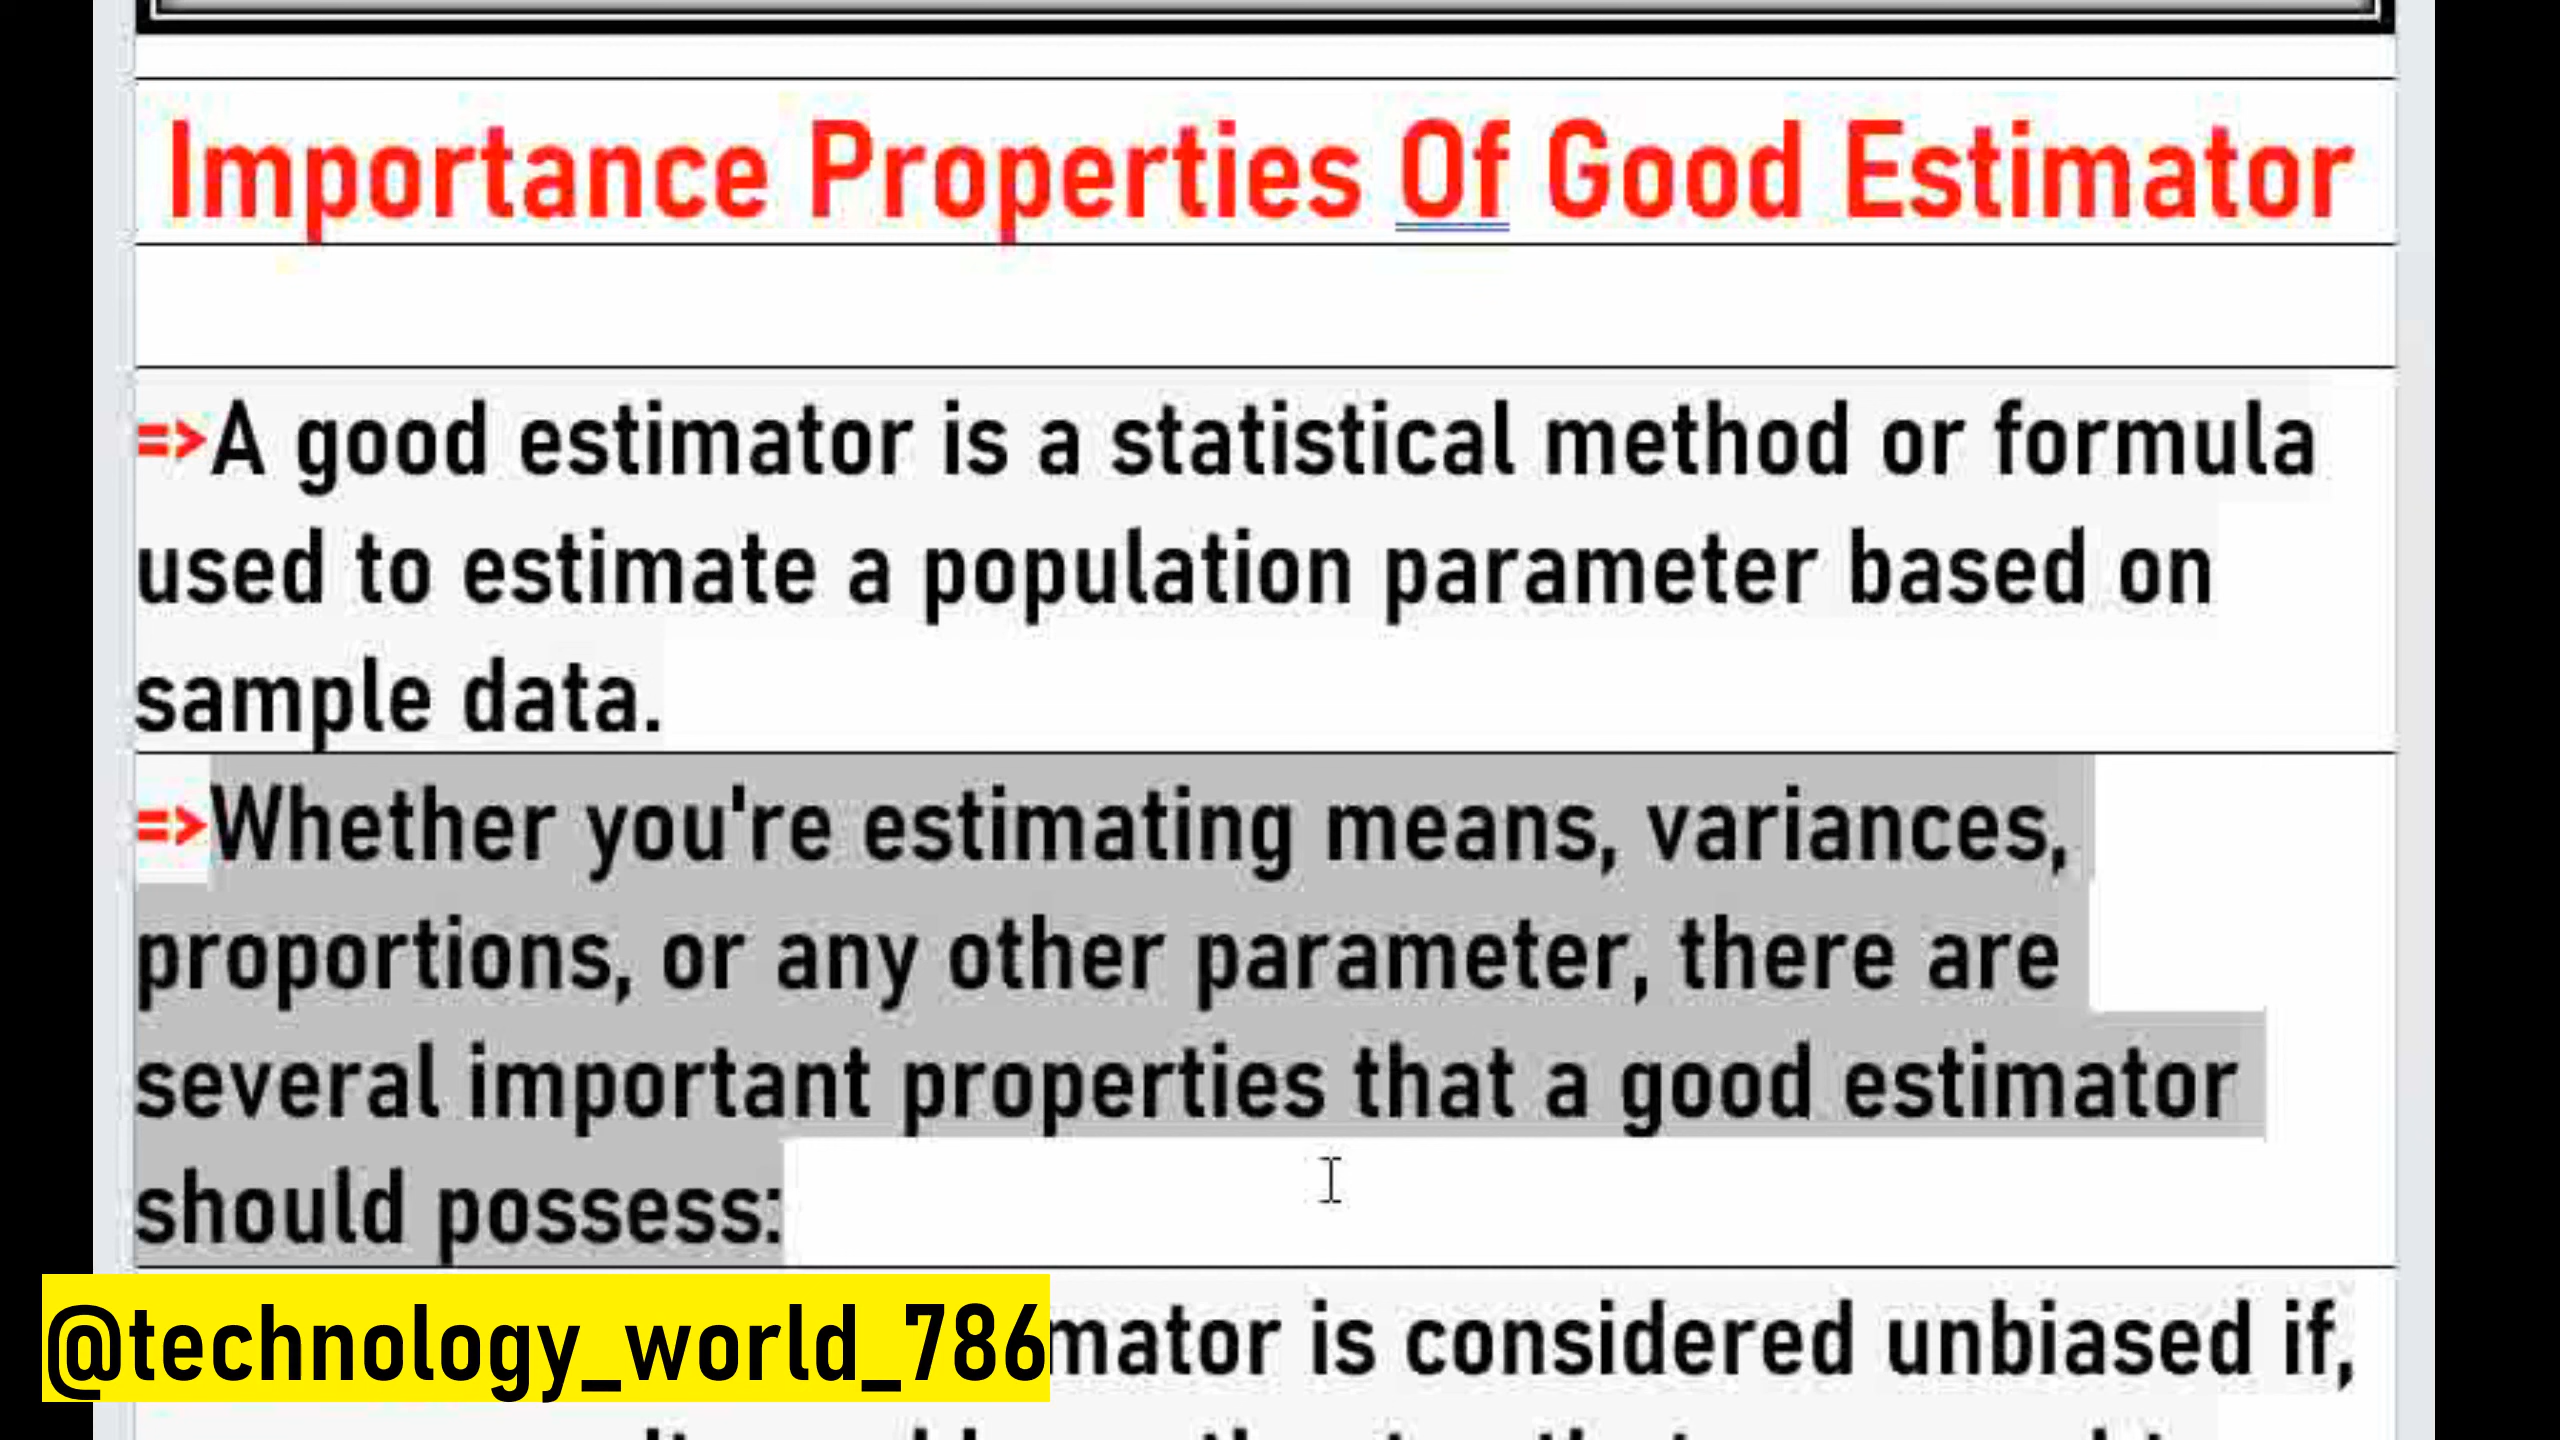 Importance Properties Of Good Estimator
=>A good estimator is a statistical method or formula
used to estimate a population parameter based on
sample data.
=>Whether you're estimating means, variances,
proportions, or any other parameter, there are
several important properties that a good estimator
should possess:
@technology_world_786mator is considered unbiased if,